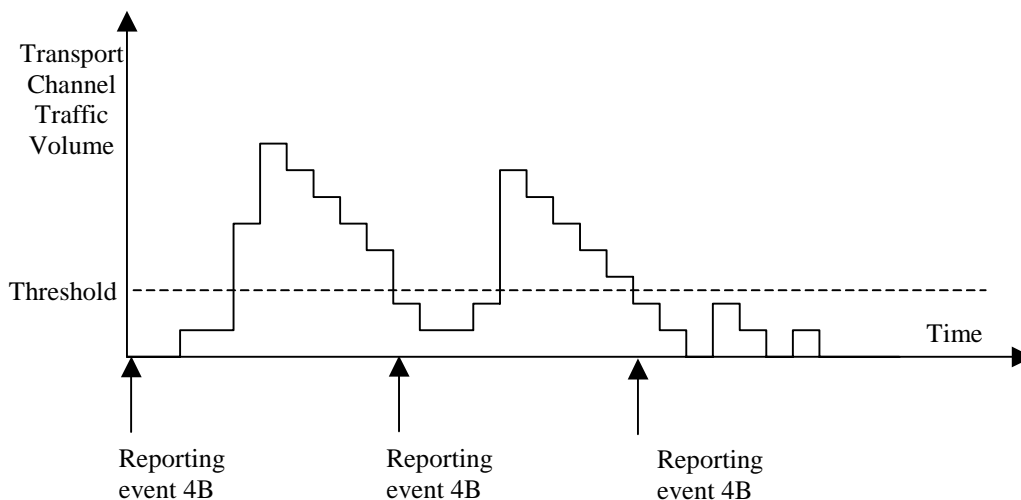 Transport
Channel
Traffic
Volume
Threshold
Time
Reporting
event 4B
Reporting
event 4B
Reporting
event 4B